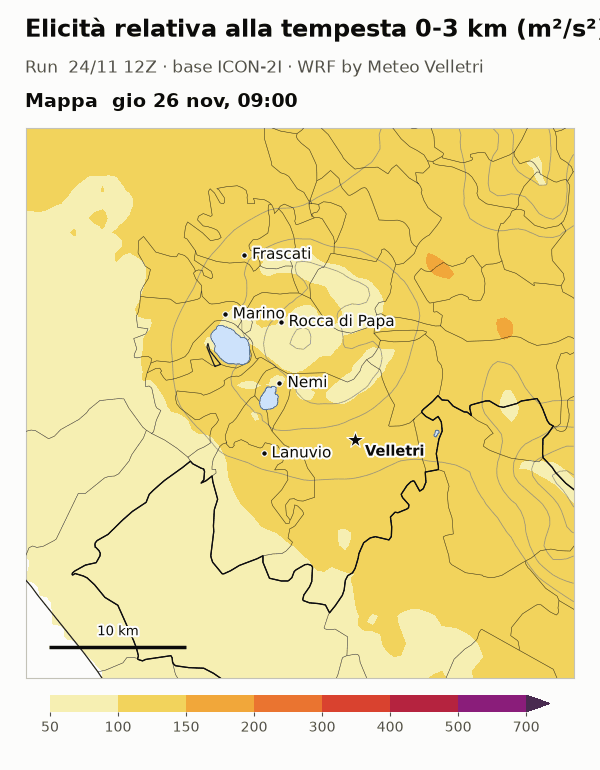 Elicità relativa alla tempesta 0-3 km (m²/s²)
Run 24/11 12Z · base ICON-2I · WRF by Meteo Velletri
Mappa gio 26 nov, 09:00
Frascati
Marino
Rocca di Papa
Nemi
Velletri
Lanuvio
10 km
50 100 150 200 300 400 500 700